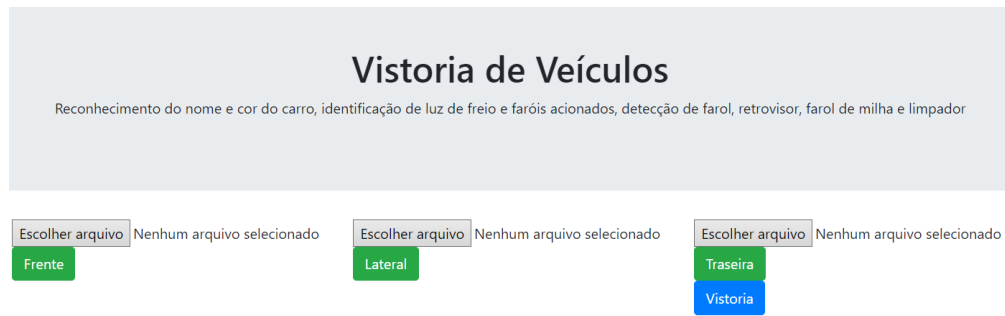 Vistoria de Veículos
Reconhecimento do nome e cor do carro, identificação de luz de freio e faróis acionados, detecção de farol, retrovisor, farol de milha e limpador
Escolher arquivo Nenhum arquivo selecionado
Frente
Escolher arquivo Nenhum arquivo selecionado
Lateral
Escolher arquivo Nenhum arquivo selecionado
Traseira
Vistoria